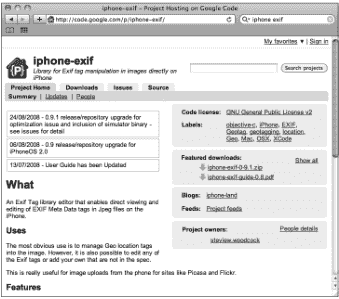 iphone-exif - Project Hosting on Google Code
http://code.google.com/p/iphone-exif/
iphone exif
My favorites ▼ | Sign in
iphone-exif
Library for Exif tag manipulation in images directly on
iPhone
Search projects
Project Home Downloads Issues Source
Summary | Updates | People
24/08/2008 - 0.9.1 release/repository upgrade for
optimization issue and inclusion of simulator binary -
see issues for detail
06/08/2008 - 0.9 release/repository upgrade for
iPhoneOS 2.0
13/07/2008 - User Guide has been Updated
What
An Exif Tag library editor that enables direct viewing and
editing of EXIF Meta Data tags in Jpeg files on the
iPhone.
Uses
The most obvious use is to manage Geo location tags
into the image. However, it is also possible to edit any of
the Exif tags or add your own that are not in the spec.
This is really useful for image uploads from the phone for sites like Picasa and Flickr.
Features
Code license: GNU General Public License v2
Labels: objective-c, iPhone, EXIF,
Geotag, geotagging, location,
Geo, Mac, OSX, XCode
Featured downloads: Show all
iphone-exif-0-9.1.zip
iphone-exif-guide-0.8.pdf
Blogs: iphone-land
Feeds: Project feeds
Project owners: People details
steview.woodcock